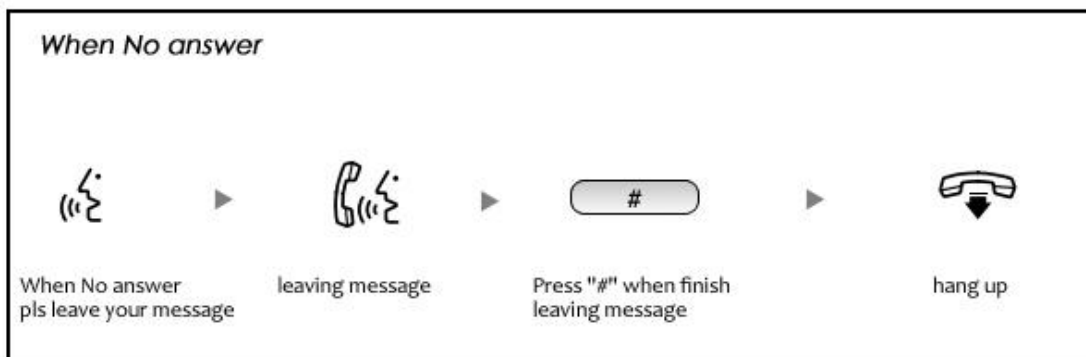 When No answer
#
When No answer
pls leave your message
leaving message
Press "#" when finish
leaving message
hang up